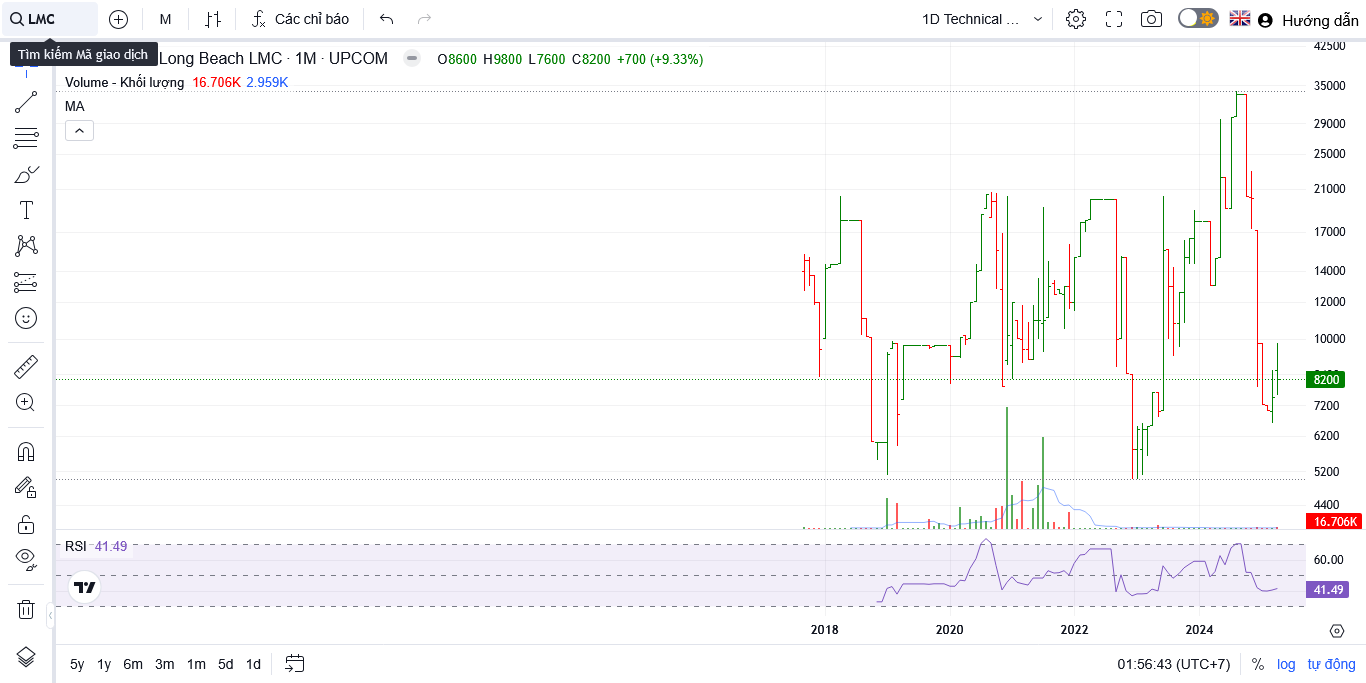 LMC
M
Các chỉ báo
1D Technical ...
Hướng dẫn
Tìm kiếm Mã giao dịch
Long Beach LMC · 1M · UPCOM
O8600 H9800 L7600 C8200 +700 (+9.33%)
Volume - Khối lượng 16.706K 2.959K
MA
42500
35000
29000
25000
21000
17000
14000
12000
10000
8200
7200
6200
5200
4400
16.706K
RSI 41.49
60.00
41.49
2018 2020 2022 2024
5y 1y 6m 3m 1m 5d 1d
01:56:43 (UTC+7) % log tự động